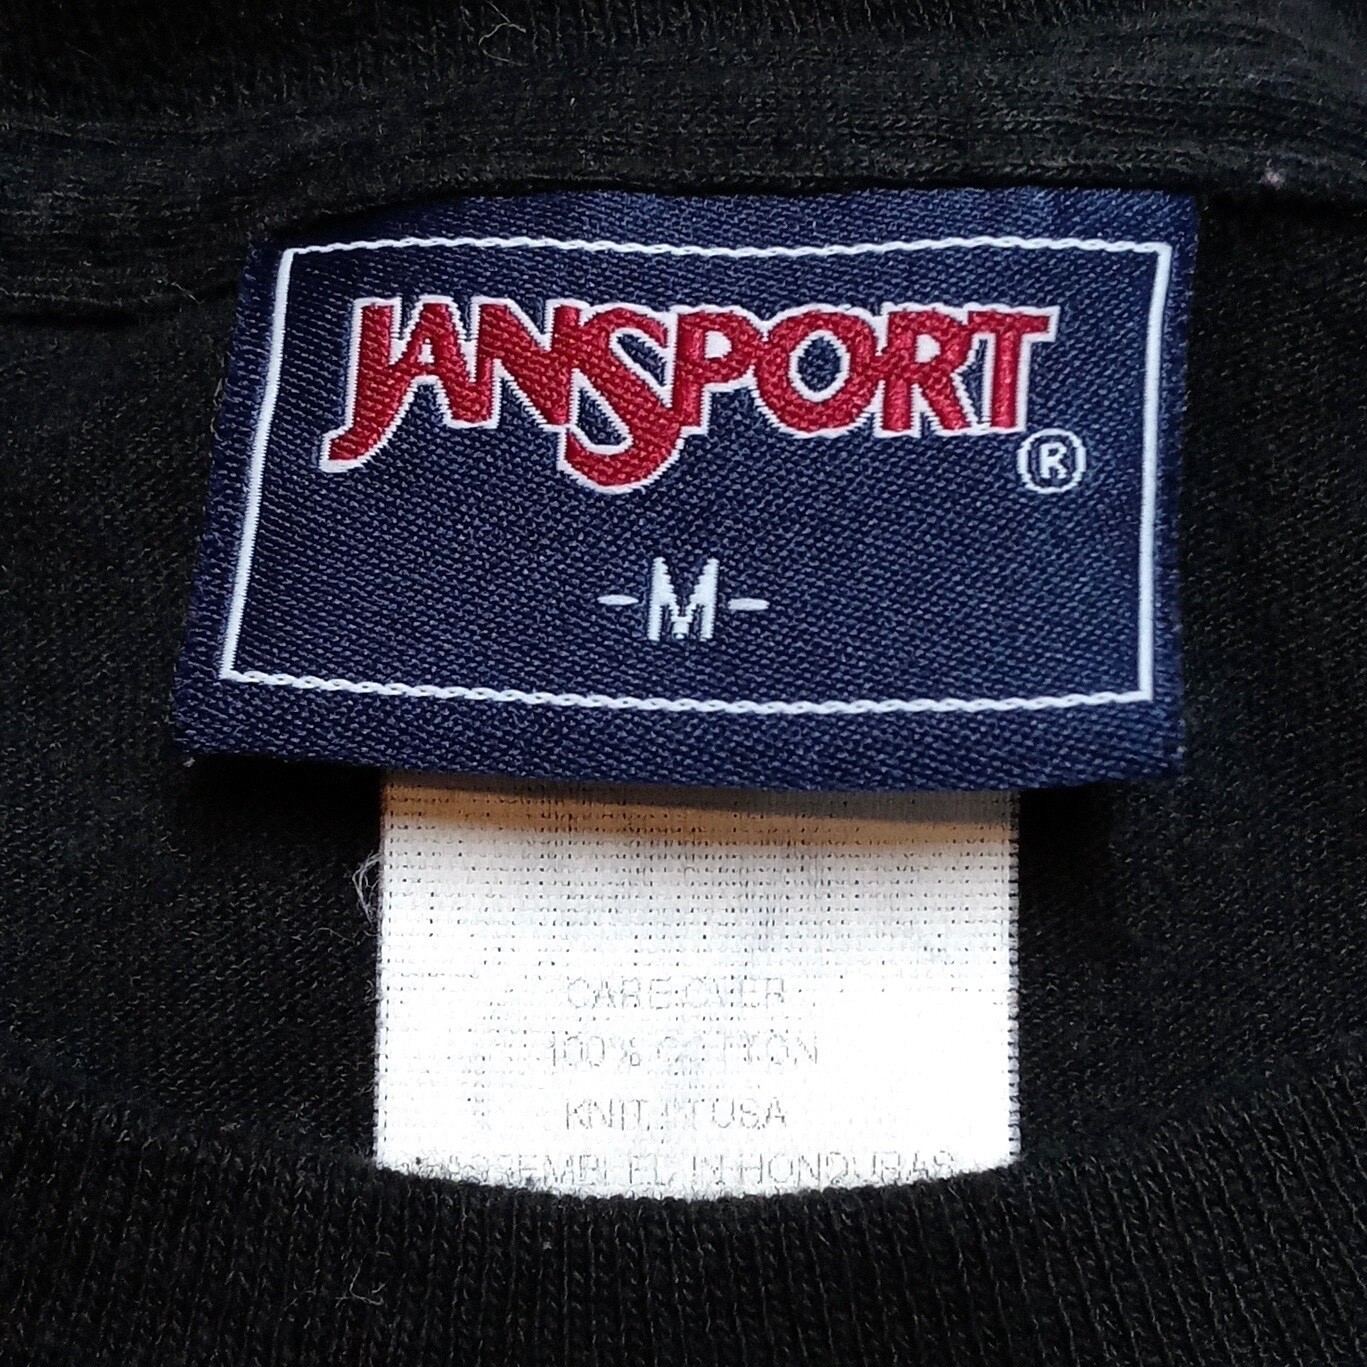 JANSPORT
®
-M-
CARE:OVER
100% COTTON
KNIT IN USA
ASSEMBLED IN HONDURAS